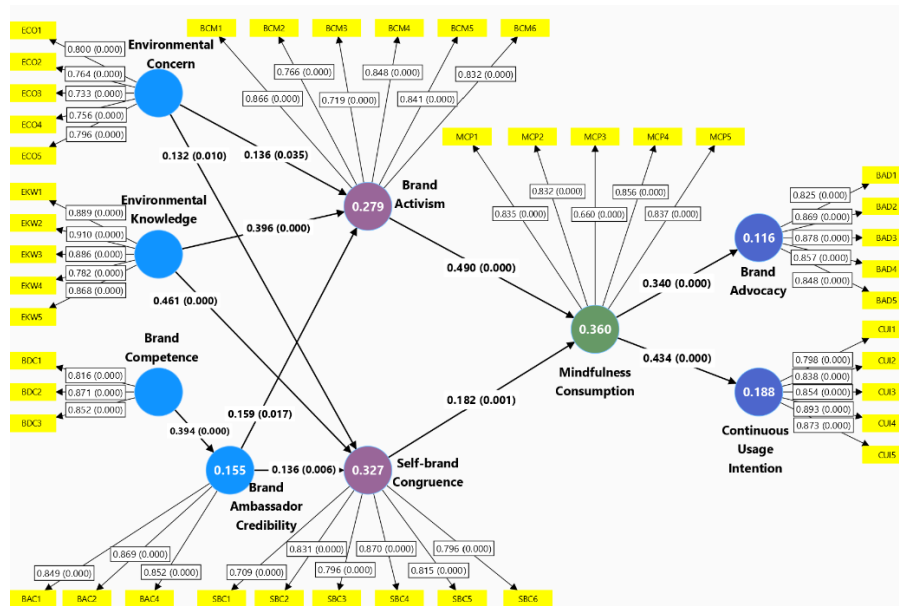 ECO1
ECO2
ECO3
ECO4
ECO5
0.800 (0.000)
0.764 (0.000)
0.733 (0.000)
0.756 (0.000)
0.796 (0.000)
Environmental
Concern
BCM1
BCM2
BCM3
BCM4
BCM5
BCM6
0.866 (0.000)
0.766 (0.000)
0.719 (0.000)
0.848 (0.000)
0.841 (0.000)
0.832 (0.000)
0.132 (0.010)
0.136 (0.035)
EKW1
EKW2
EKW3
EKW4
EKW5
0.889 (0.000)
0.910 (0.000)
0.886 (0.000)
0.782 (0.000)
0.868 (0.000)
Environmental
Knowledge
0.396 (0.000)
0.461 (0.000)
0.279
Brand
Activism
MCP1
MCP2
MCP3
MCP4
MCP5
0.835 (0.000)
0.832 (0.000)
0.660 (0.000)
0.856 (0.000)
0.837 (0.000)
0.490 (0.000)
0.360
Mindfulness
Consumption
0.340 (0.000)
0.434 (0.000)
0.116
Brand
Advocacy
BAD1
BAD2
BAD3
BAD4
BAD5
0.825 (0.000)
0.869 (0.000)
0.878 (0.000)
0.857 (0.000)
0.848 (0.000)
0.188
Continuous
Usage
Intention
CUI1
CUI2
CUI3
CUI4
CUI5
0.798 (0.000)
0.838 (0.000)
0.854 (0.000)
0.893 (0.000)
0.873 (0.000)
Brand
Competence
BDC1
BDC2
BDC3
0.816 (0.000)
0.871 (0.000)
0.852 (0.000)
0.394 (0.000)
0.159 (0.017)
0.182 (0.001)
0.155
0.136 (0.006)
Brand
Ambassador
Credibility
0.327
Self-brand
Congruence
0.849 (0.000)
0.869 (0.000)
0.852 (0.000)
BAC1
BAC2
BAC4
0.709 (0.000)
0.831 (0.000)
0.796 (0.000)
0.870 (0.000)
0.815 (0.000)
0.796 (0.000)
SBC1
SBC2
SBC3
SBC4
SBC5
SBC6